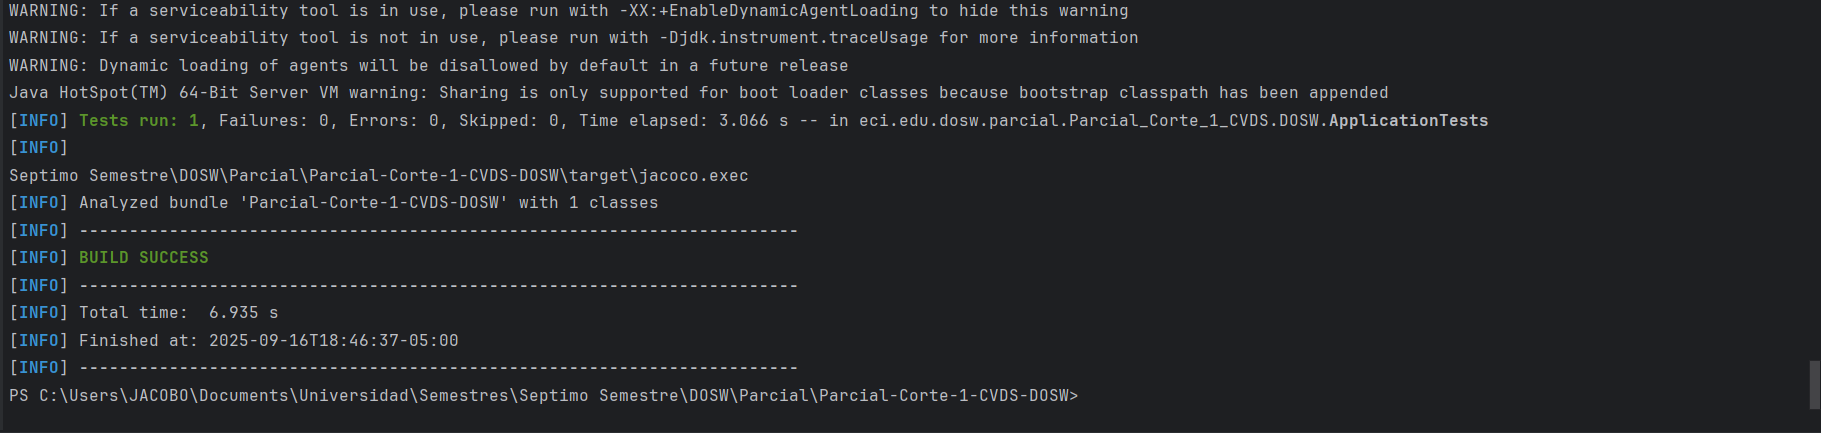 WARNING: If a serviceability tool is in use, please run with -XX:+EnableDynamicAgentLoading to hide this warning
WARNING: If a serviceability tool is not in use, please run with -Djdk.instrument.traceUsage for more information
WARNING: Dynamic loading of agents will be disallowed by default in a future release
Java HotSpot(TM) 64-Bit Server VM warning: Sharing is only supported for boot loader classes because bootstrap classpath has been appended
[INFO] Tests run: 1, Failures: 0, Errors: 0, Skipped: 0, Time elapsed: 3.066 s -- in eci.edu.dosw.parcial.Parcial_Corte_1_CVDS.DOSW.ApplicationTests
[INFO]
Septimo Semestre\DOSW\Parcial\Parcial-Corte-1-CVDS-DOSW\target\jacoco.exec
[INFO] Analyzed bundle 'Parcial-Corte-1-CVDS-DOSW' with 1 classes
[INFO] ------------------------------------------------------------------------
[INFO] BUILD SUCCESS
[INFO] ------------------------------------------------------------------------
[INFO] Total time:  6.935 s
[INFO] Finished at: 2025-09-16T18:46:37-05:00
[INFO] ------------------------------------------------------------------------
PS C:\Users\JACOBO\Documents\Universidad\Semestres\Septimo Semestre\DOSW\Parcial\Parcial-Corte-1-CVDS-DOSW>